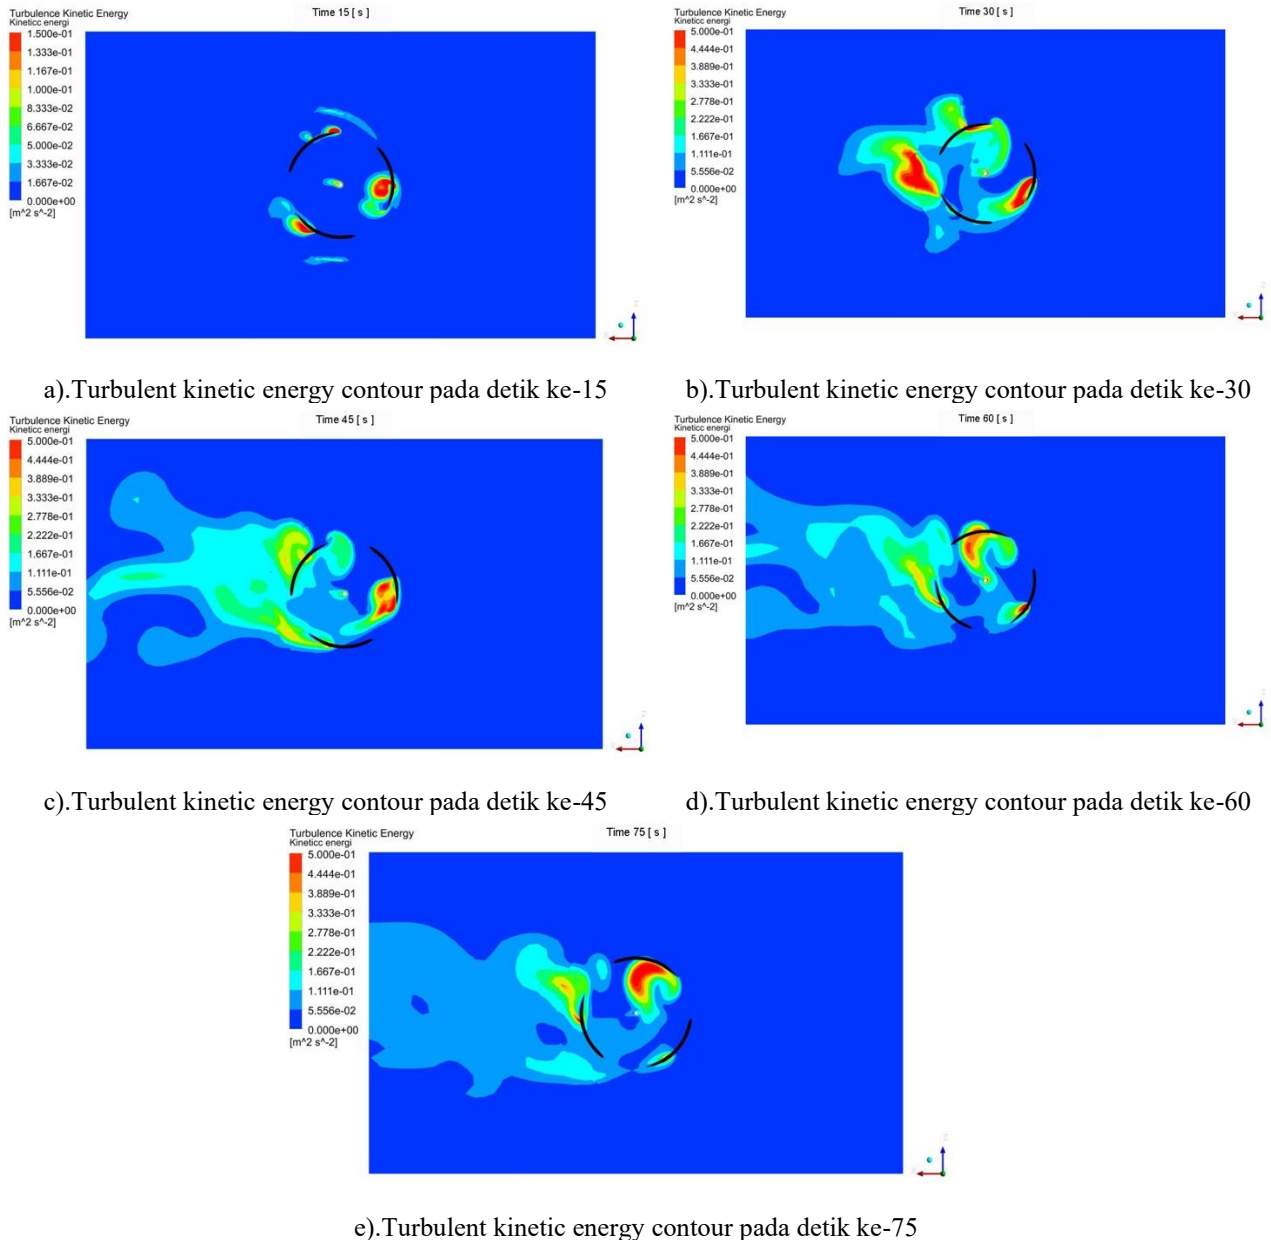 Turbulence Kinetic Energy
Kineticc energi
Time 15 [ s ]
1.500e-01
1.333e-01
1.167e-01
1.000e-01
8.333e-02
6.667e-02
5.000e-02
3.333e-02
1.667e-02
0.000e+00
[m^2 s^-2]
Z
a).Turbulent kinetic energy contour pada detik ke-15
Turbulence Kinetic Energy
Kineticc energi
Time 30 [ s ]
5.000e-01
4.444e-01
3.889e-01
3.333e-01
2.778e-01
2.222e-01
1.667e-01
1.111e-01
5.556e-02
0.000e+00
[m^2 s^-2]
Z
b).Turbulent kinetic energy contour pada detik ke-30
Turbulence Kinetic Energy
Kineticc energi
Time 45 [ s ]
5.000e-01
4.444e-01
3.889e-01
3.333e-01
2.778e-01
2.222e-01
1.667e-01
1.111e-01
5.556e-02
0.000e+00
[m^2 s^-2]
Z
c).Turbulent kinetic energy contour pada detik ke-45
Turbulence Kinetic Energy
Kineticc energi
Time 60 [ s ]
5.000e-01
4.444e-01
3.889e-01
3.333e-01
2.778e-01
2.222e-01
1.667e-01
1.111e-01
5.556e-02
0.000e+00
[m^2 s^-2]
Z
d).Turbulent kinetic energy contour pada detik ke-60
Turbulence Kinetic Energy
Kineticc energi
Time 75 [ s ]
5.000e-01
4.444e-01
3.889e-01
3.333e-01
2.778e-01
2.222e-01
1.667e-01
1.111e-01
5.556e-02
0.000e+00
[m^2 s^-2]
Z
e).Turbulent kinetic energy contour pada detik ke-75